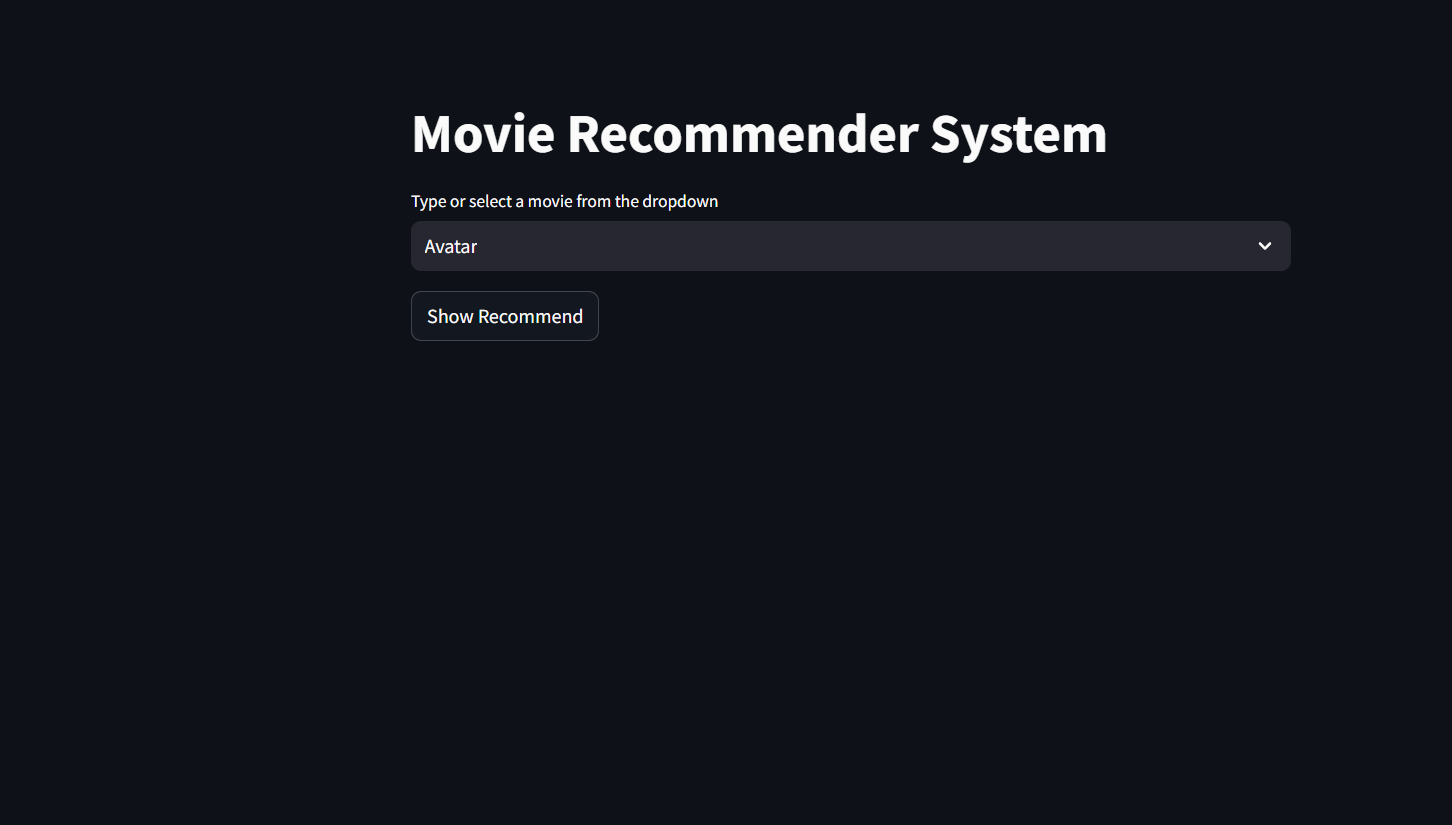 Movie Recommender System
Type or select a movie from the dropdown
Avatar
Show Recommend